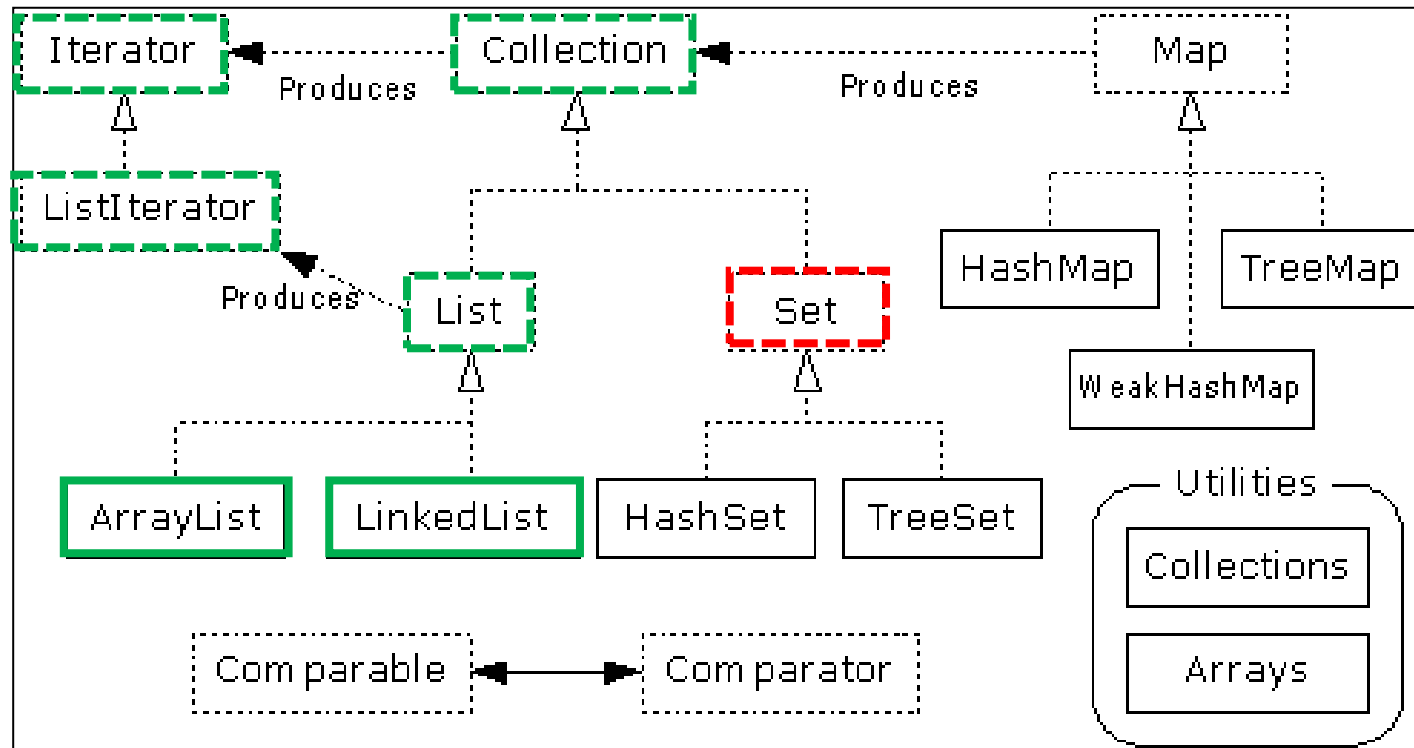 Iterator
Collection
Map
Produces
Produces
ListIterator
HashMap
TreeMap
Produces
List
Set
WeakHashMap
Utilities
ArrayList
LinkedList
HashSet
TreeSet
Collections
Comparable
Comparator
Arrays